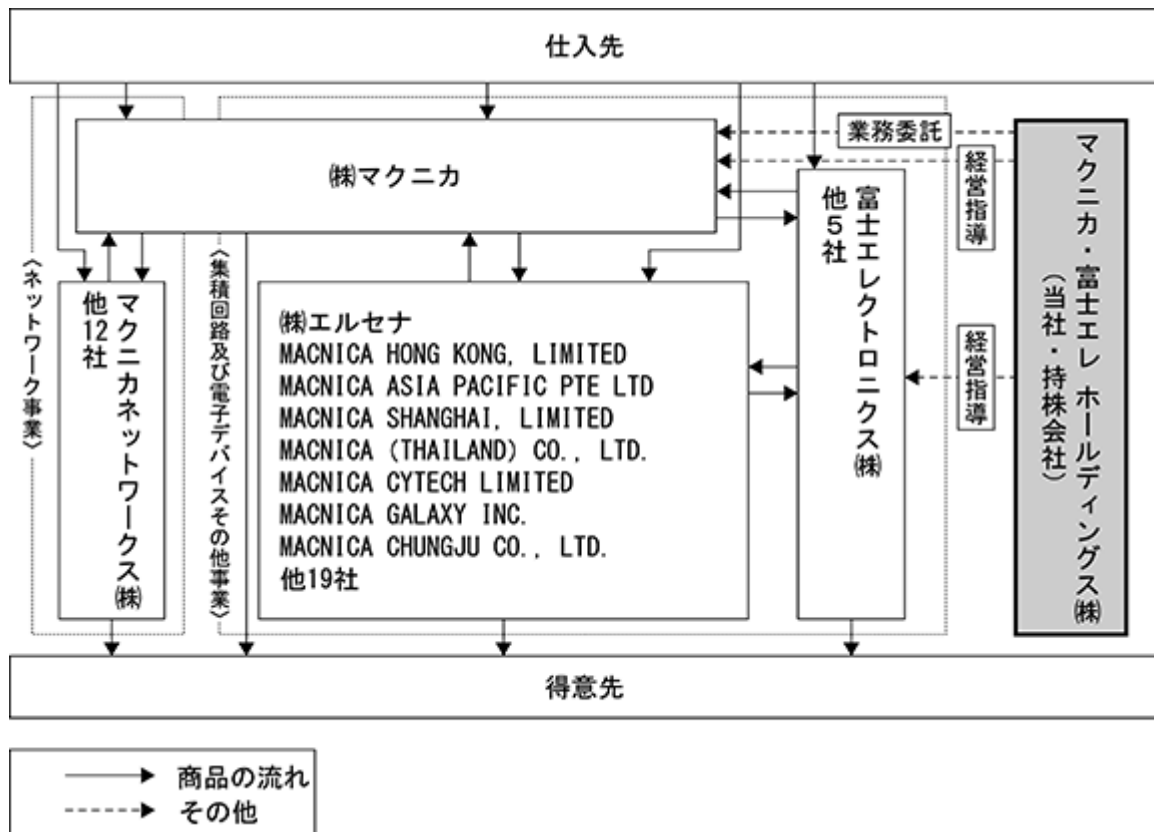 仕入先
業務委託
経営指導
㈱マクニカ
富士エレクトロニクス㈱
他5社
マクニカ・富士エレ ホールディングス㈱
(当社・持株会社)
〈ネットワーク事業〉
マクニカネットワークス㈱
他12社
〈集積回路及び電子デバイスその他事業〉
㈱エルセナ
MACNICA HONG KONG, LIMITED
MACNICA ASIA PACIFIC PTE LTD
MACNICA SHANGHAI, LIMITED
MACNICA (THAILAND) CO., LTD.
MACNICA CYTECH LIMITED
MACNICA GALAXY INC.
MACNICA CHUNGJU CO., LTD.
他19社
経営指導
得意先
商品の流れ
その他